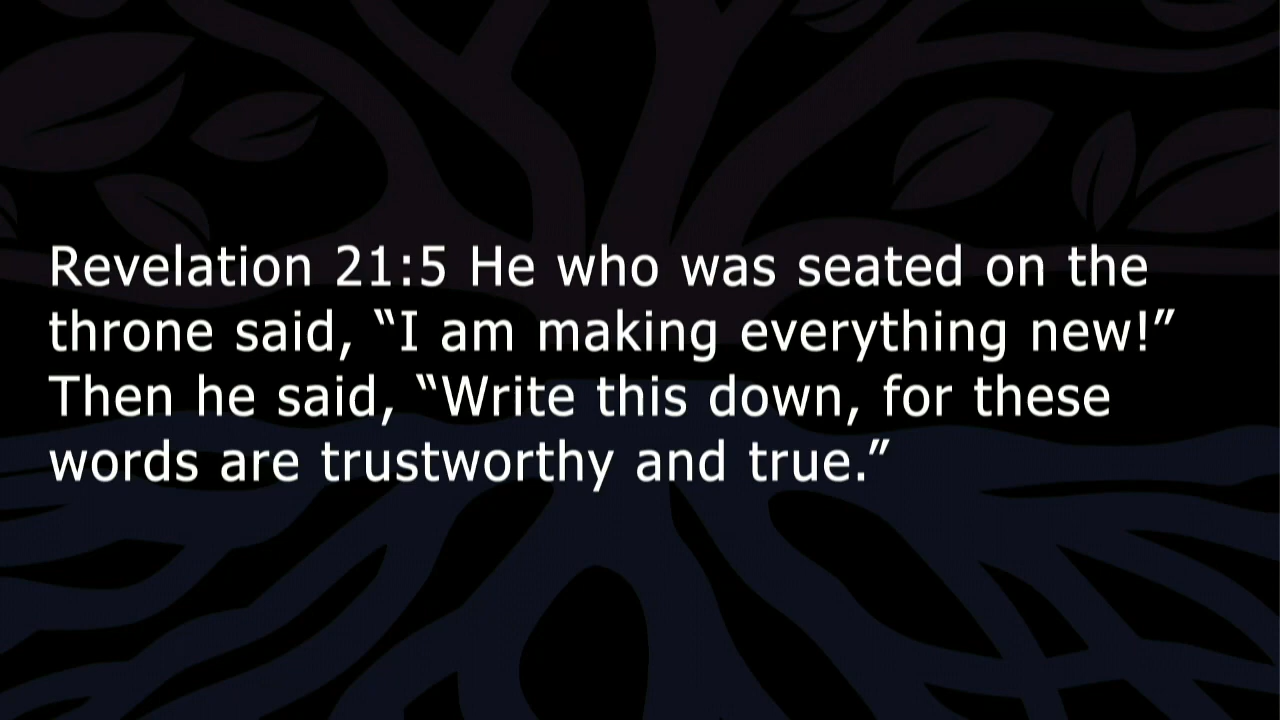 Revelation 21:5 He who was seated on the
throne said, “I am making everything new!”
Then he said, “Write this down, for these
words are trustworthy and true.”